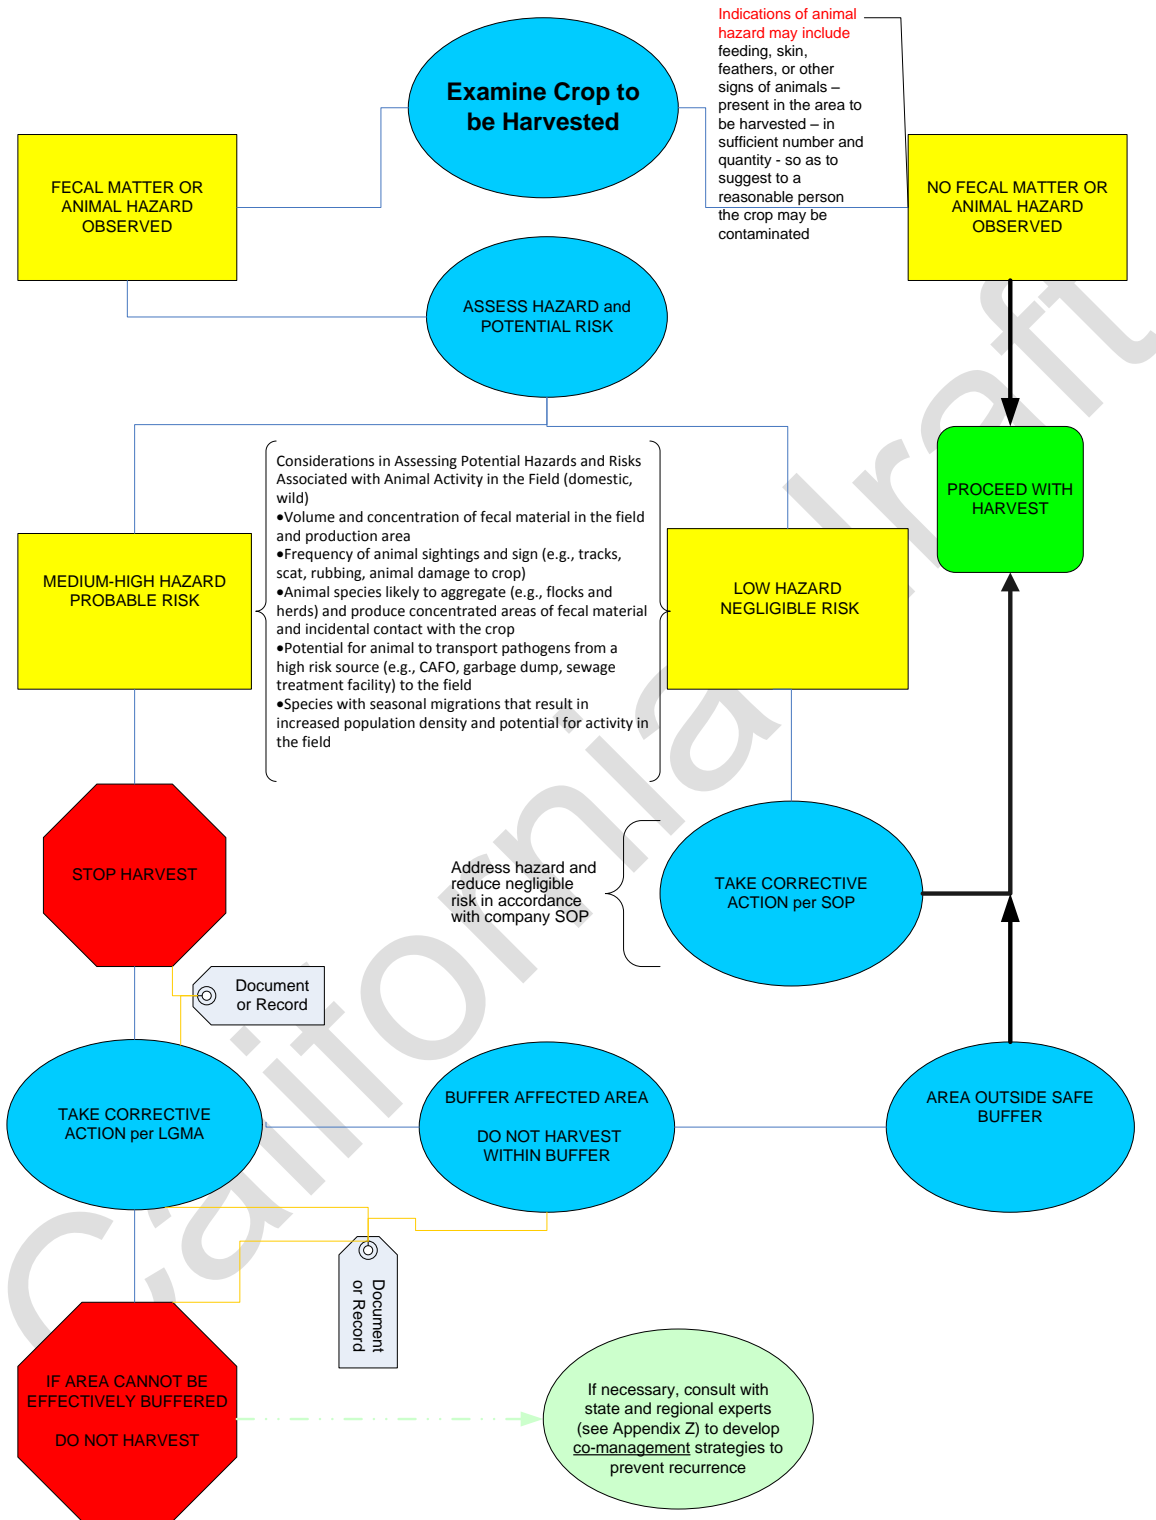 Examine Crop to
be Harvested
Indications of animal
hazard may include
feeding, skin,
feathers, or other
signs of animals –
present in the area to
be harvested – in
sufficient number and
quantity - so as to
suggest to a
reasonable person
the crop may be
contaminated
FECAL MATTER OR
ANIMAL HAZARD
OBSERVED
NO FECAL MATTER OR
ANIMAL HAZARD
OBSERVED
ASSESS HAZARD and
POTENTIAL RISK
PROCEED WITH
HARVEST
Considerations in Assessing Potential Hazards and Risks
Associated with Animal Activity in the Field (domestic,
wild)
•Volume and concentration of fecal material in the field
and production area
•Frequency of animal sightings and sign (e.g., tracks,
scat, rubbing, animal damage to crop)
•Animal species likely to aggregate (e.g., flocks and
herds) and produce concentrated areas of fecal material
and incidental contact with the crop
•Potential for animal to transport pathogens from a
high risk source (e.g., CAFO, garbage dump, sewage
treatment facility) to the field
•Species with seasonal migrations that result in
increased population density and potential for activity in
the field
MEDIUM-HIGH HAZARD
PROBABLE RISK
LOW HAZARD
NEGLIGIBLE RISK
STOP HARVEST
Address hazard and
reduce negligible
risk in accordance
with company SOP
TAKE CORRECTIVE
ACTION per SOP
Document
or Record
TAKE CORRECTIVE
ACTION per LGMA
BUFFER AFFECTED AREA
DO NOT HARVEST
WITHIN BUFFER
AREA OUTSIDE SAFE
BUFFER
Document
or Record
IF AREA CANNOT BE
EFFECTIVELY BUFFERED
DO NOT HARVEST
If necessary, consult with
state and regional experts
(see Appendix Z) to develop
co-management strategies to
prevent recurrence